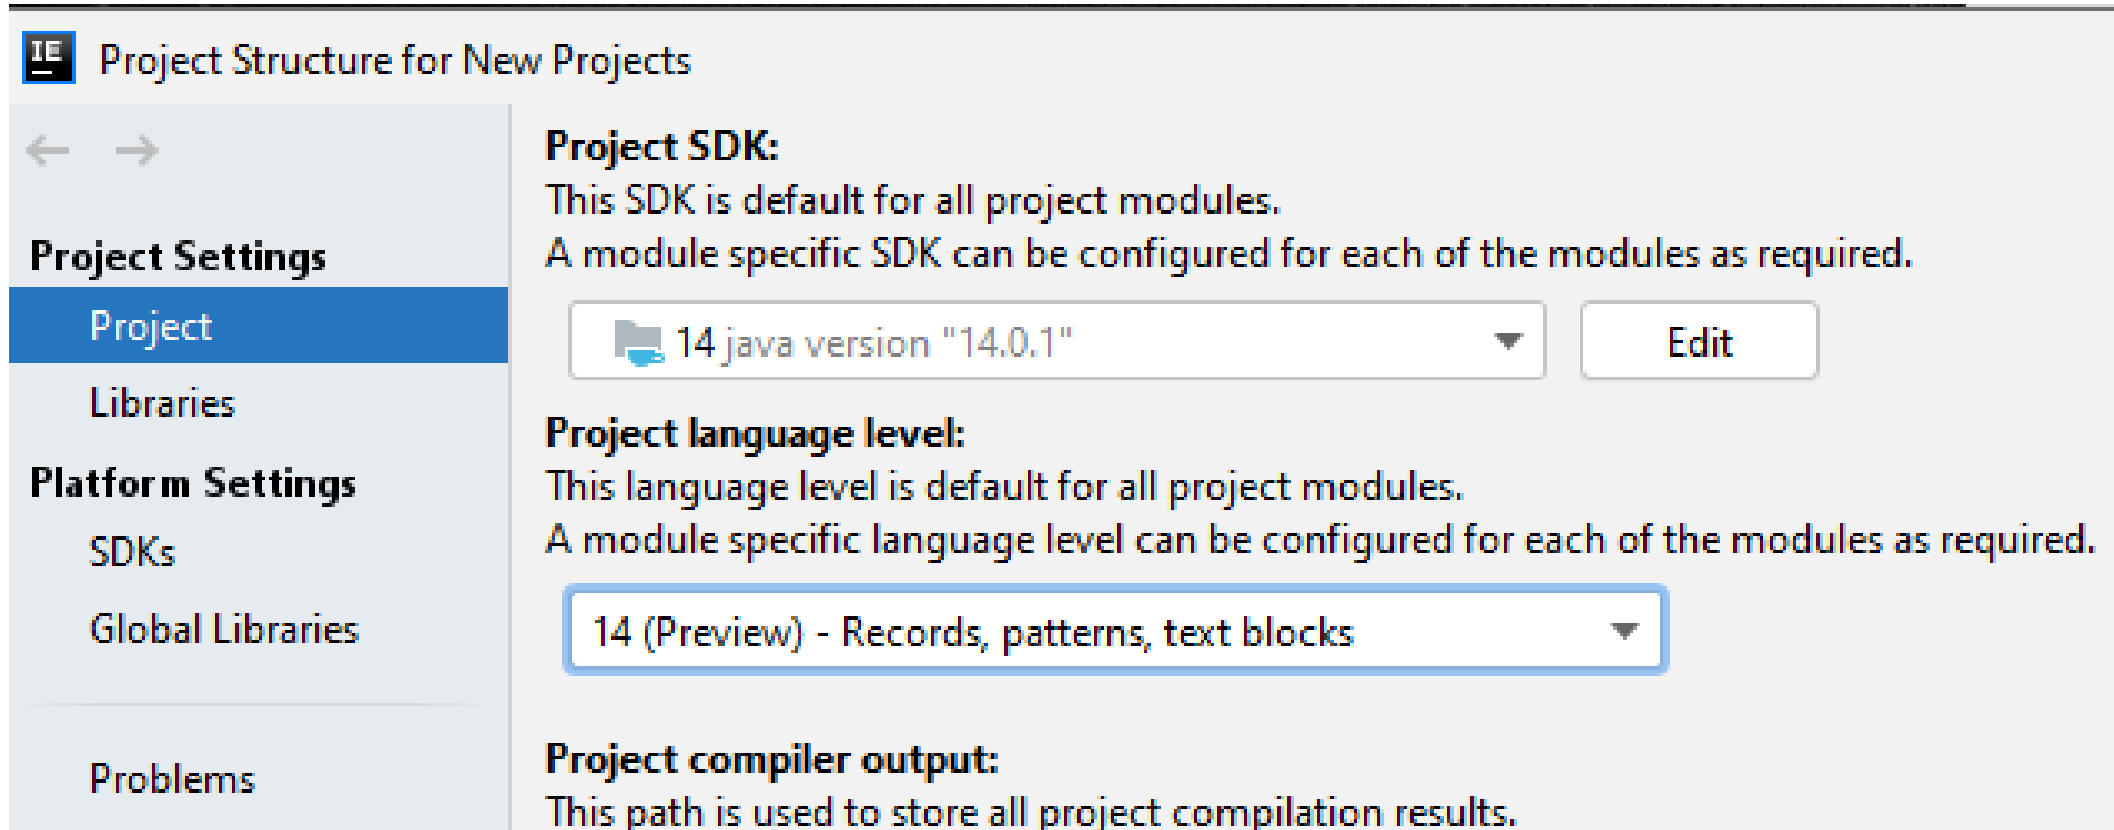 IE
Project Structure for New Projects
Project Settings
Project
Libraries
Platform Settings
SDKs
Global Libraries
Problems
Project SDK:
This SDK is default for all project modules.
A module specific SDK can be configured for each of the modules as required.
14 java version "14.0.1"
Edit
Project language level:
This language level is default for all project modules.
A module specific language level can be configured for each of the modules as required.
14 (Preview) - Records, patterns, text blocks
Project compiler output:
This path is used to store all project compilation results.